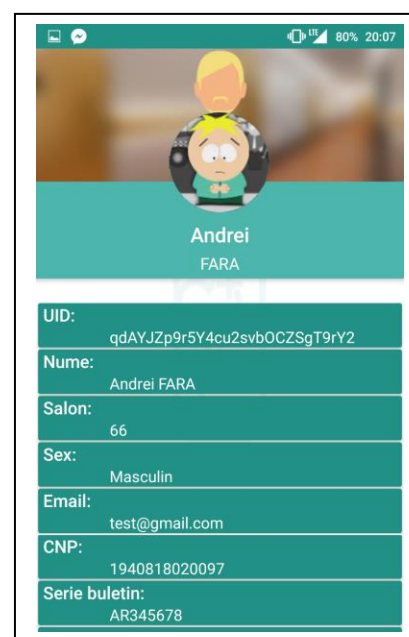 80% 20:07
Andrei
FARA
UID:
qdAYJZp9r5Y4cu2svbOCZSgT9rY2
Nume:
Andrei FARA
Salon:
66
Sex:
Masculin
Email:
test@gmail.com
CNP:
1940818020097
Serie buletin:
AR345678